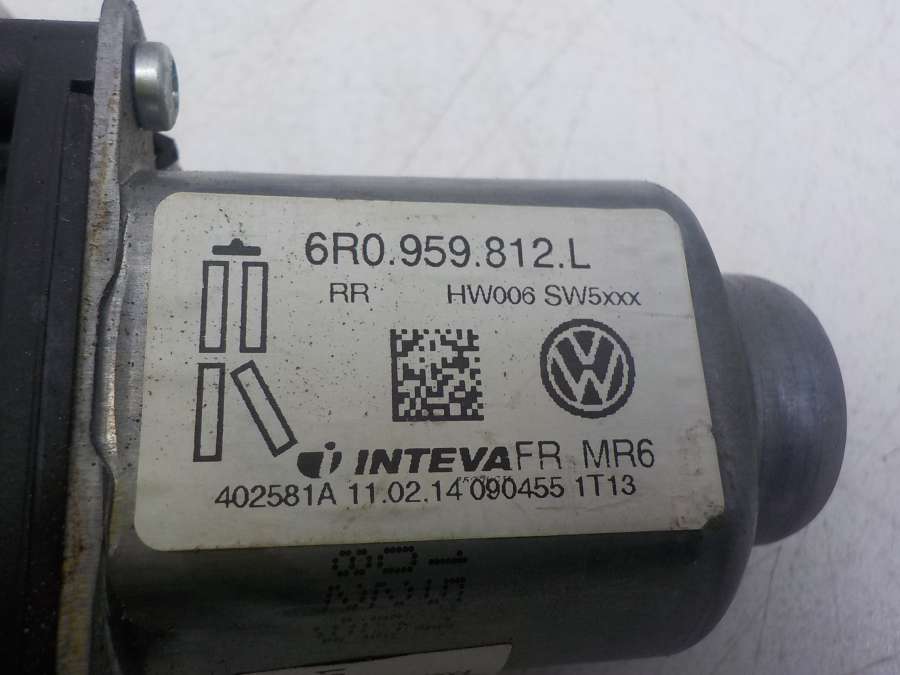 6R0.959.812.L
RR HW006 SW5xxx
INTEVA FR MR6
402581A 11.02.14 090455 1T13